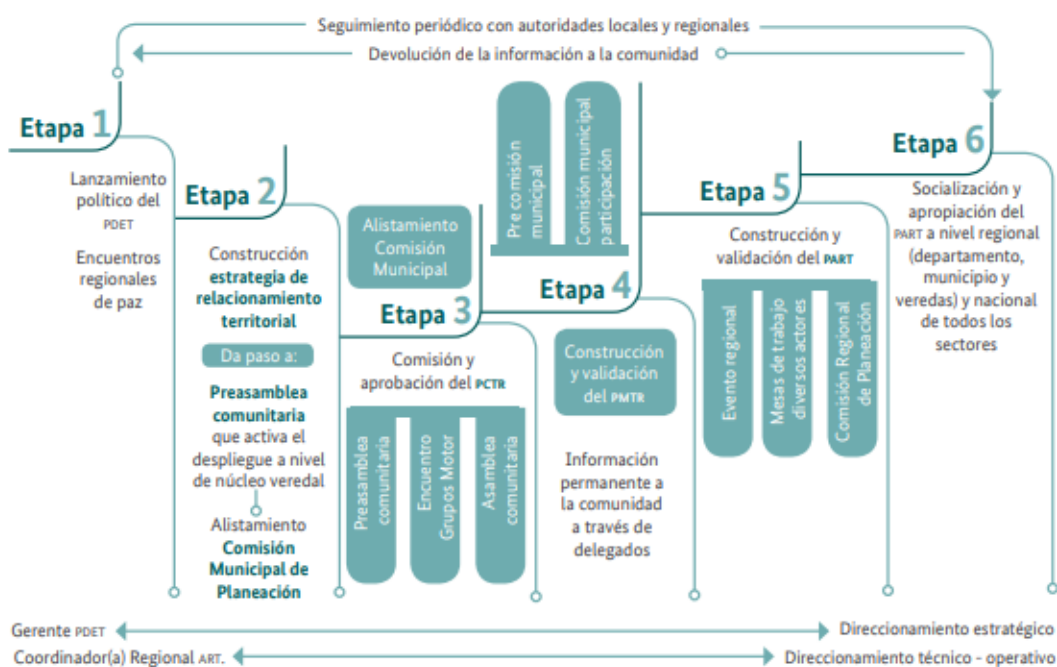 Seguimiento periódico con autoridades locales y regionales
Devolución de la información a la comunidad
Etapa 1
Lanzamiento
político del
PDET
Encuentros
regionales
de paz
Etapa 2
Construcción
estrategia de
relacionamiento
territorial
Da paso a:
Preasamblea
comunitaria
que activa el
despliegue a nivel
de núcleo veredal
Alistamiento
Comisión
Municipal de
Planeación
Alistamiento
Comisión
Municipal
Etapa 3
Comisión y
aprobación del PCTR
Preasamblea
comunitaria
Encuentro
Grupos Motor
Asamblea
comunitaria
Precomisión
municipal
Comisión municipal
participación
Etapa 4
Construcción
y validación
del PMTR
Información
permanente a
la comunidad
a través de
delegados
Etapa 5
Construcción y
validación del PART
Evento regional
Mesas de trabajo
diversos actores
Comisión Regional
de Planeación
Etapa 6
Socialización y
apropiación del
PART a nivel regional
(departamento,
municipio y
veredas) y nacional
de todos los
sectores
Gerente PDET
Direccionamiento estratégico
Coordinador(a) Regional ART.
Direccionamiento técnico - operativo